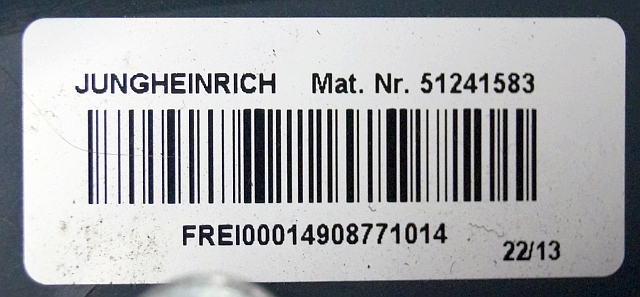 JUNGHEINRICH Mat. Nr. 51241583
FREI00014908771014
22/13